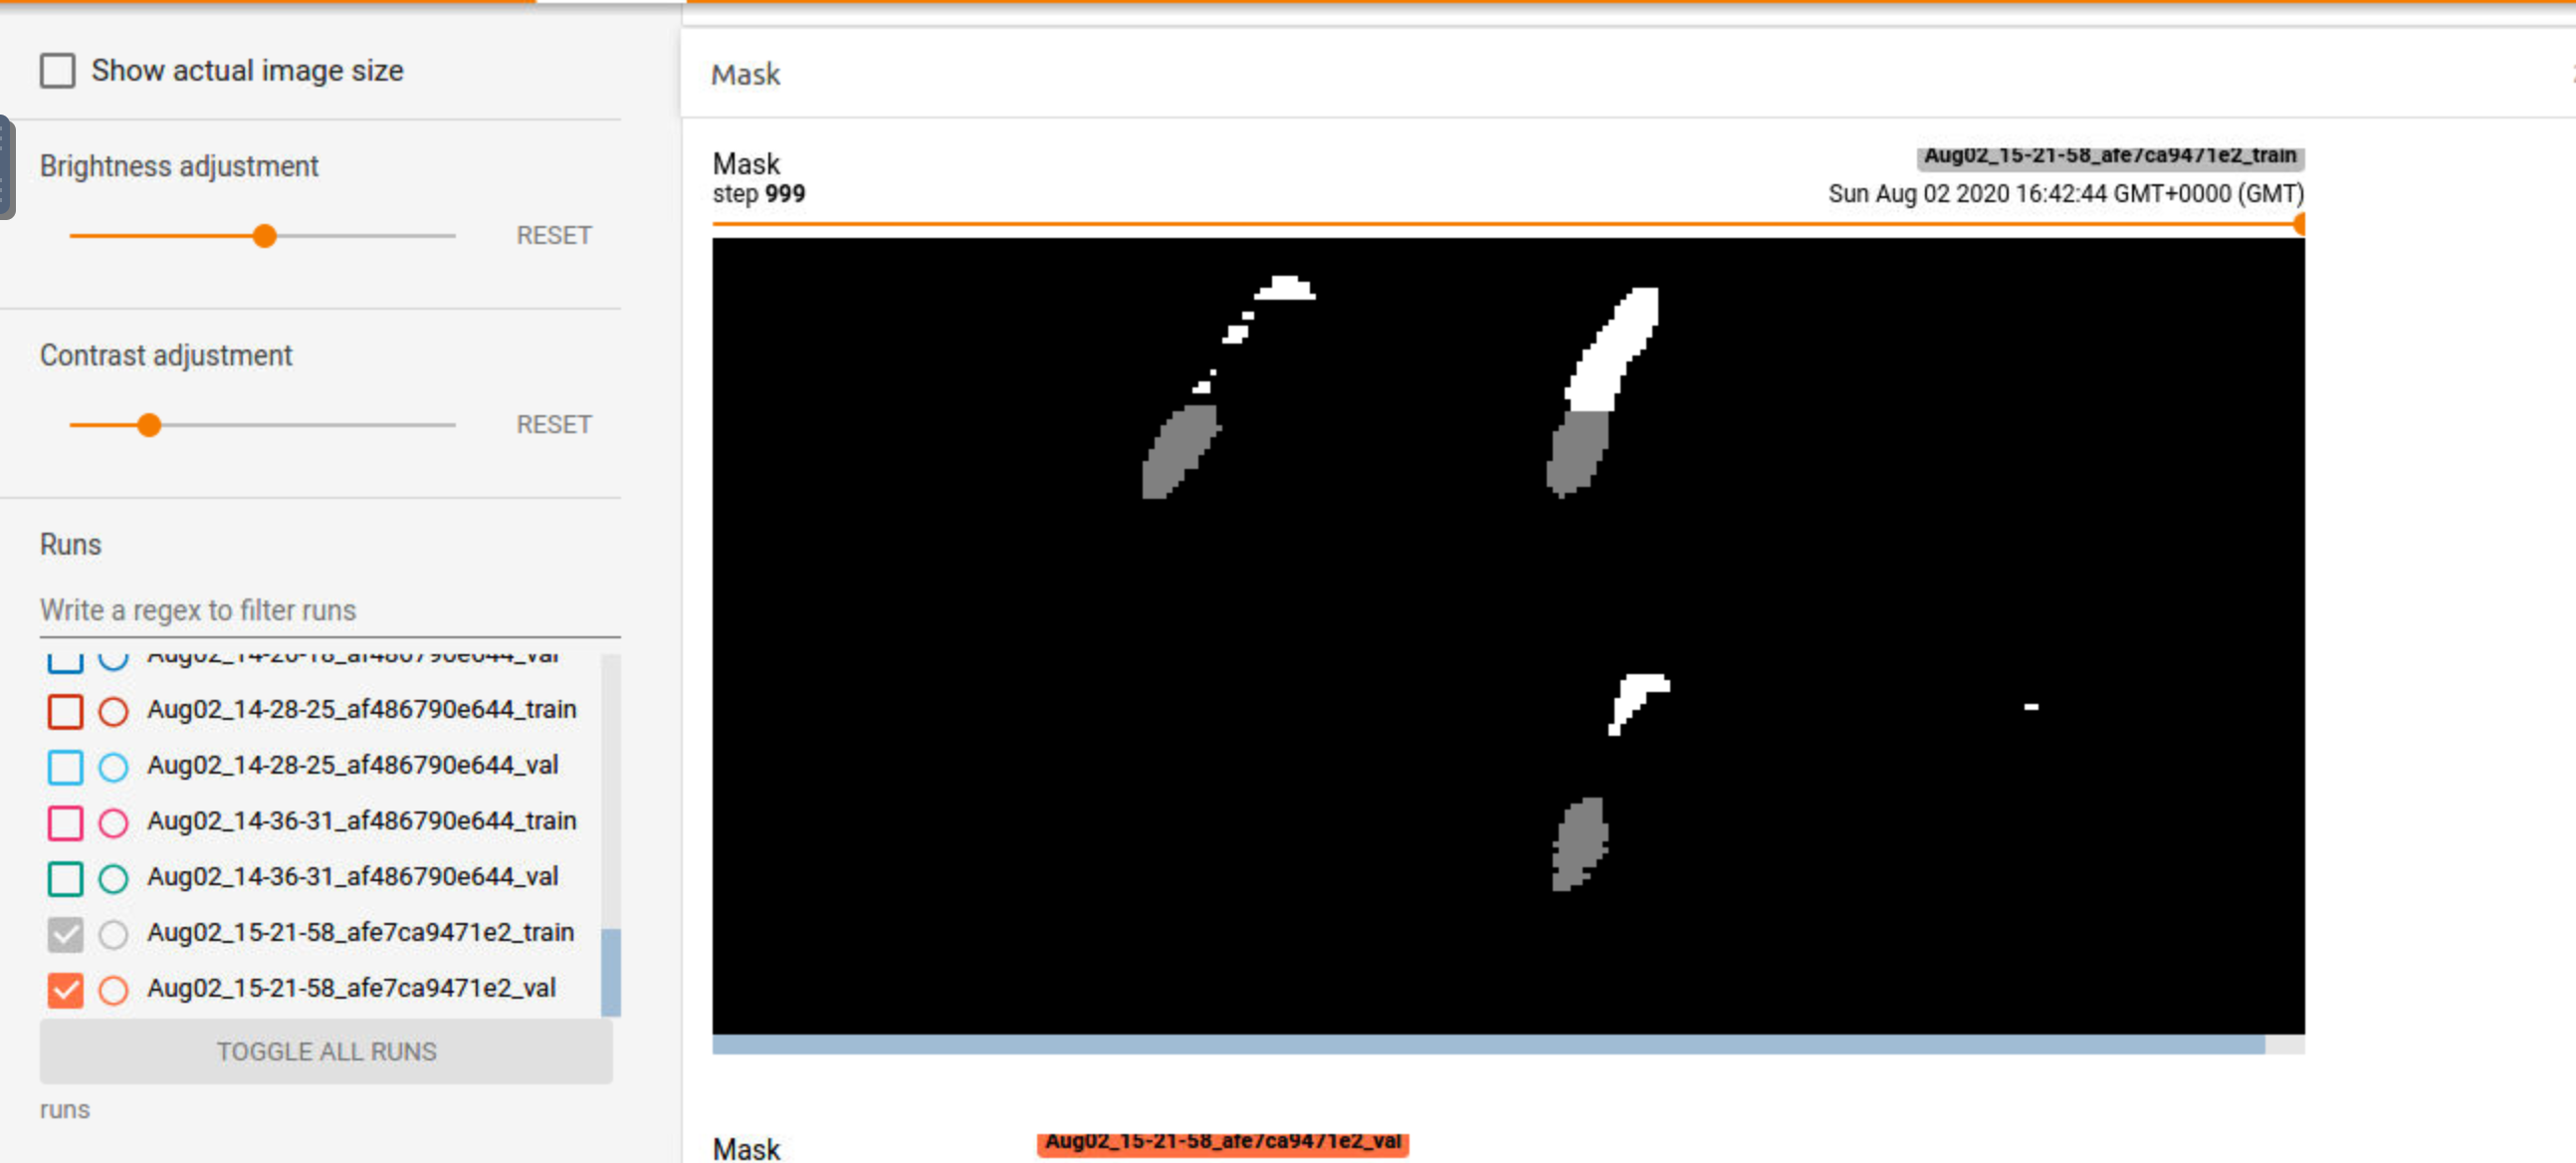 Show actual image size
Brightness adjustment
RESET
Contrast adjustment
RESET
Runs
Write a regex to filter runs
Aug02_14-28-25_af486790e644_train
Aug02_14-28-25_af486790e644_val
Aug02_14-36-31_af486790e644_train
Aug02_14-36-31_af486790e644_val
Aug02_15-21-58_afe7ca9471e2_train
Aug02_15-21-58_afe7ca9471e2_val
TOGGLE ALL RUNS
runs
Mask
Mask
Aug02_15-21-58_afe7ca9471e2_train
step 999
Sun Aug 02 2020 16:42:44 GMT+0000 (GMT)
Mask
Aug02_15-21-58_afe7ca9471e2_val